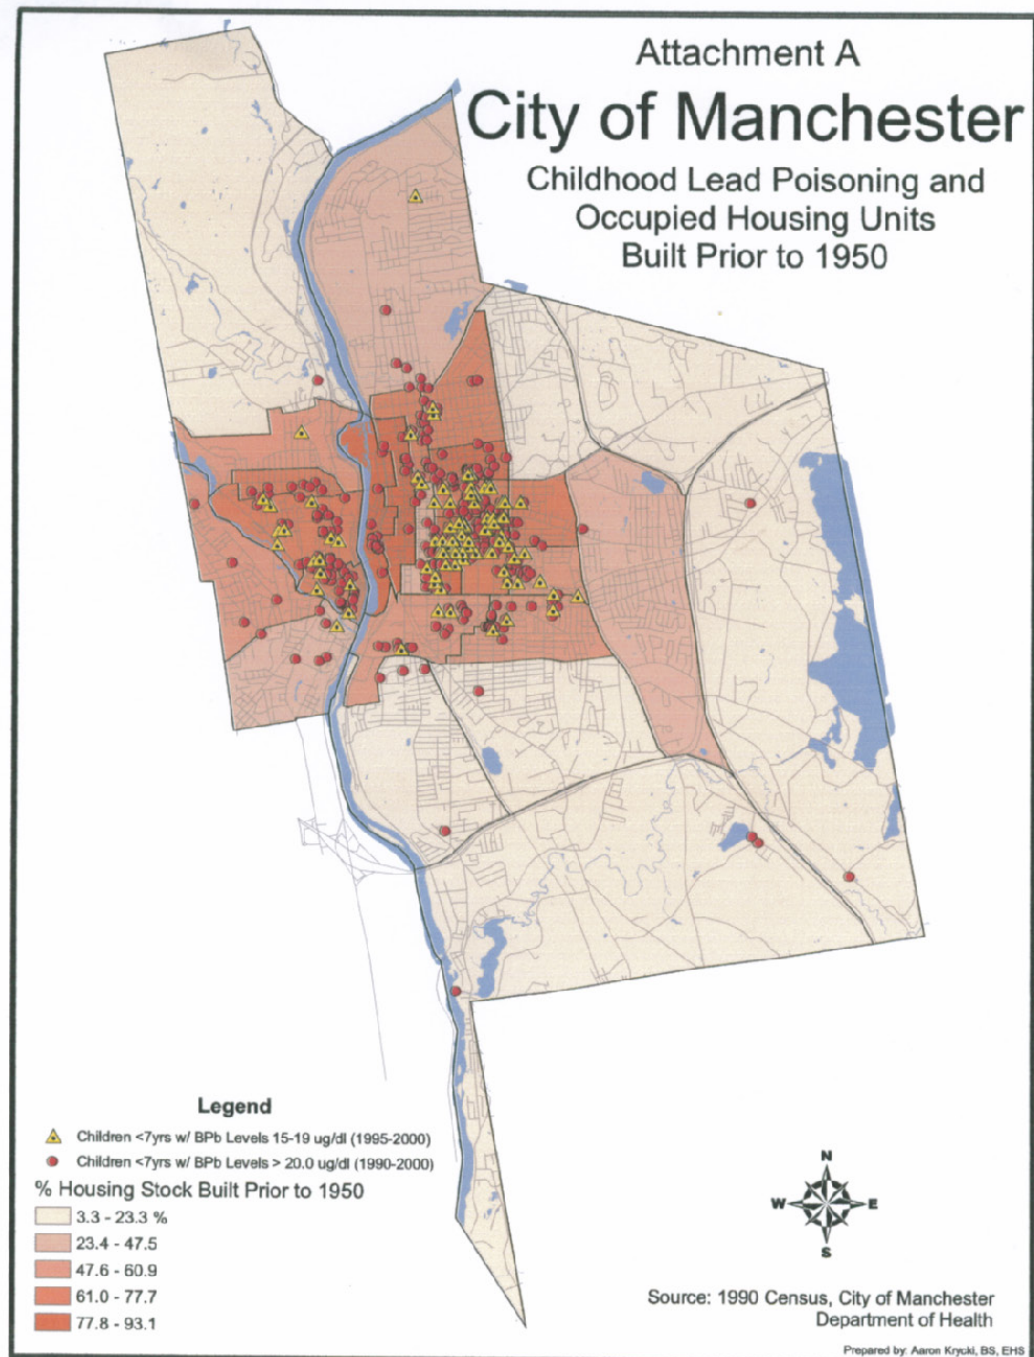 Attachment A
City of Manchester
Childhood Lead Poisoning and
Occupied Housing Units
Built Prior to 1950
Legend
Children <7yrs w/ BPb Levels 15-19 ug/dl (1995-2000)
Children <7yrs w/ BPb Levels > 20.0 ug/dl (1990-2000)
% Housing Stock Built Prior to 1950
3.3 - 23.3 %
23.4 - 47.5
47.6 - 60.9
61.0 - 77.7
77.8 - 93.1
N
W E
S
Source: 1990 Census, City of Manchester
Department of Health
Prepared by: Aaron Krycki, BS, EHS